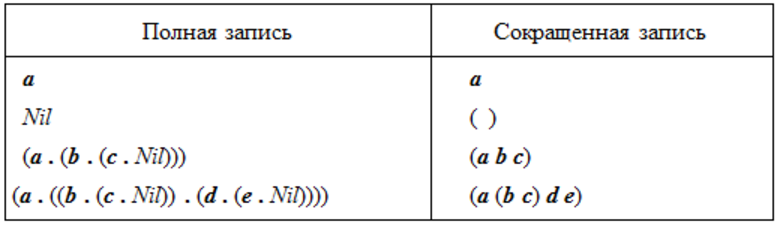 Полная запись Сокращенная запись
a a
Nil ( )
(a . (b . (c . Nil))) (a b c)
(a . ((b . (c . Nil)) . (d . (e . Nil)))) (a (b c) d e)